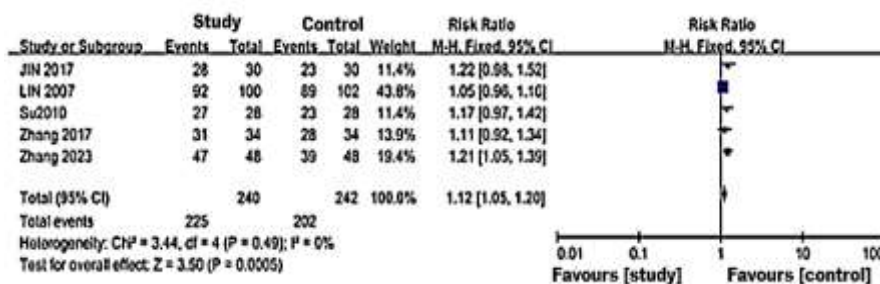 Study Control Risk Ratio Risk Ratio
Study or Subgroup Events Total Events Total Weight M-H. Fixed, 95% CI M-H. Fixed, 95% CI
JIN 2017 28 30 23 30 11.4% 1.22 [0.98, 1.52]
LIN 2007 92 100 89 102 43.8% 1.05 [0.96, 1.16]
Su2010 27 28 23 28 11.4% 1.17 [0.97, 1.42]
Zhang 2017 31 34 28 34 13.9% 1.11 [0.92, 1.34]
Zhang 2023 47 48 39 48 19.4% 1.21 [1.05, 1.39]
Total (95% CI) 240 242 100.0% 1.12 [1.05, 1.20]
Total events 225 202
Heterogeneity: Chi² = 3.44, df = 4 (P = 0.49); I² = 0%
Test for overall effect: Z = 3.50 (P = 0.0005)
0.01 0.1 1 10 100
Favours [study] Favours [control]